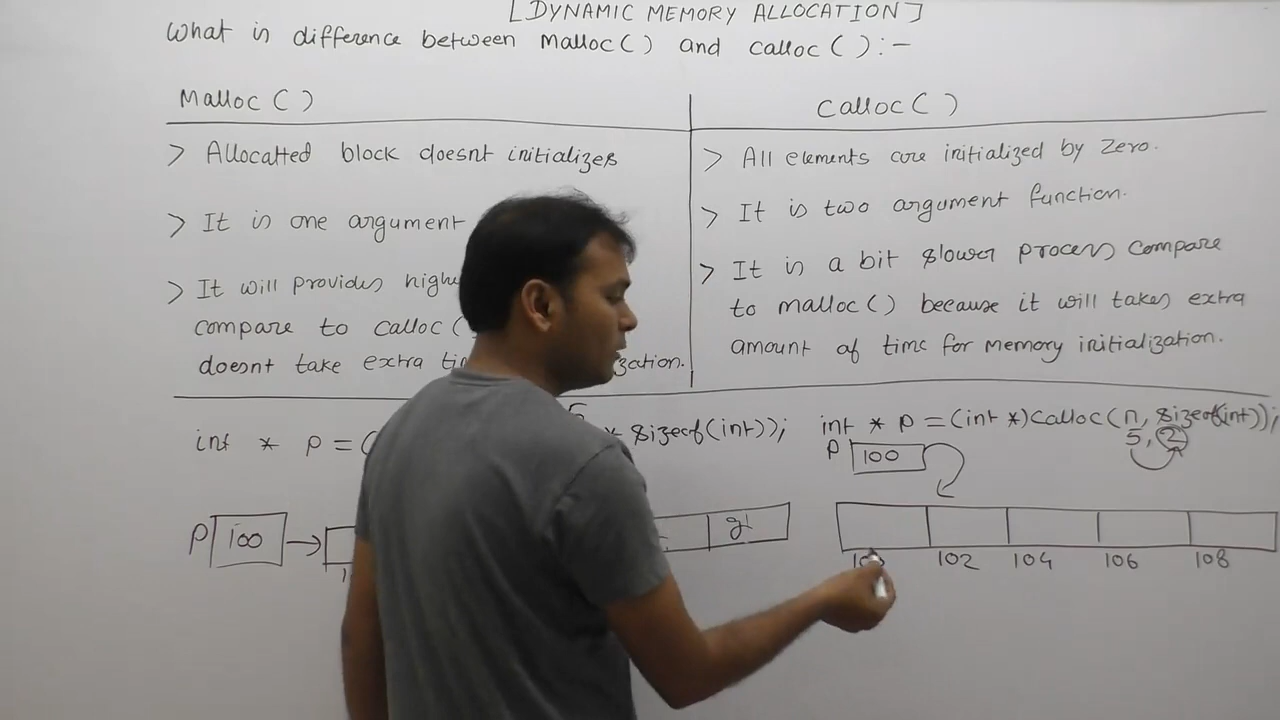 [DYNAMIC MEMORY ALLOCATION]
What is difference between Malloc() and calloc() :-
Malloc()
> Allocatted block doesnt initializes
> It is one argument
> It will provides
compare to calloc(
doesnt take extra
calloc()
> All elements are initialized by Zero.
> It is two argument function.
> It is a bit slower process compare
to malloc() because it will takes extra
amount of time for memory initialization.
int * p = (
5
* sizeof(int));
P 100
g
int * p = (int *)calloc(n, sizeof(int));
5, 2
P 100
102 104 106 108